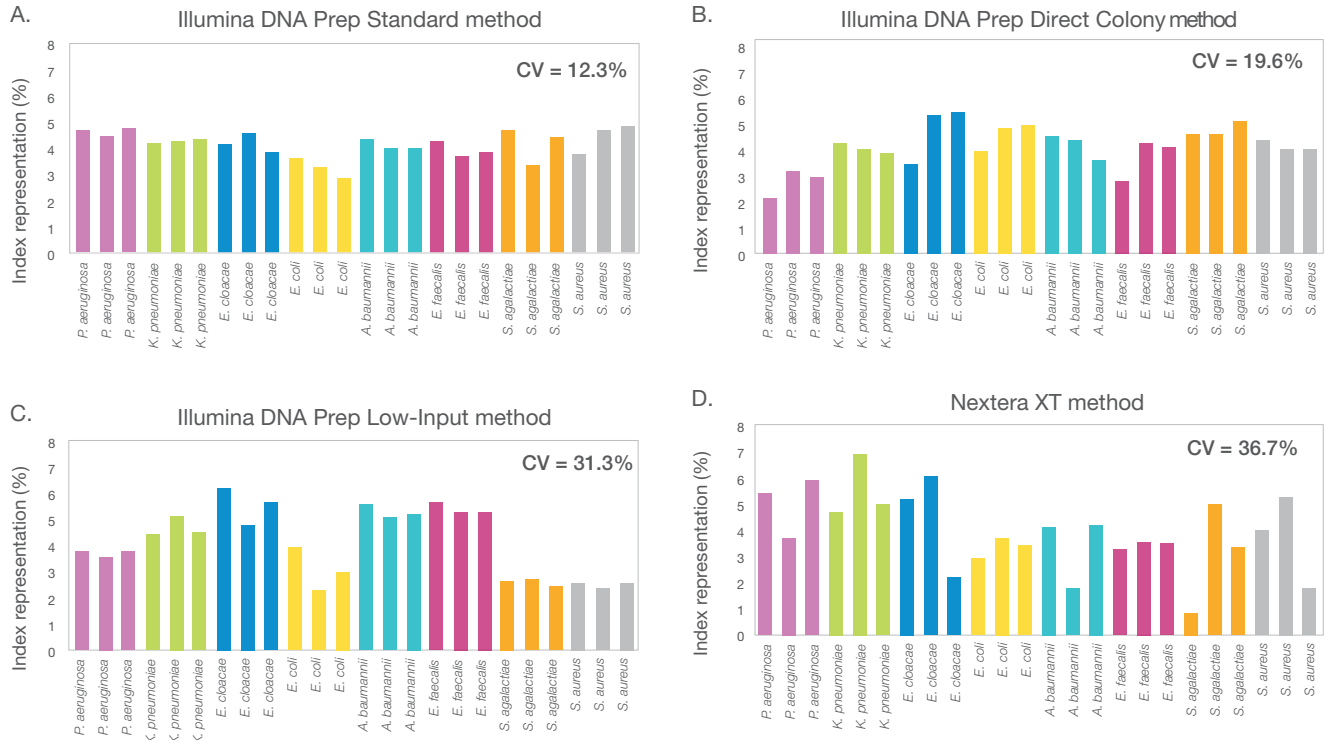 A.
Illumina DNA Prep Standard method
CV = 12.3%
Index representation (%)
8
7
6
5
4
3
2
1
0
P. aeruginosa
P. aeruginosa
P. aeruginosa
K. pneumoniae
K. pneumoniae
K. pneumoniae
E. cloacae
E. cloacae
E. cloacae
E. coli
E. coli
E. coli
A. baumannii
A. baumannii
A. baumannii
E. faecalis
E. faecalis
E. faecalis
S. agalactiae
S. agalactiae
S. agalactiae
S. aureus
S. aureus
S. aureus
B.
Illumina DNA Prep Direct Colony method
CV = 19.6%
Index representation (%)
8
7
6
5
4
3
2
1
0
P. aeruginosa
P. aeruginosa
P. aeruginosa
K. pneumoniae
K. pneumoniae
K. pneumoniae
E. cloacae
E. cloacae
E. cloacae
E. coli
E. coli
E. coli
A. baumannii
A. baumannii
A. baumannii
E. faecalis
E. faecalis
E. faecalis
S. agalactiae
S. agalactiae
S. agalactiae
S. aureus
S. aureus
S. aureus
C.
Illumina DNA Prep Low-Input method
CV = 31.3%
Index representation (%)
8
7
6
5
4
3
2
1
0
P. aeruginosa
P. aeruginosa
P. aeruginosa
K. pneumoniae
K. pneumoniae
K. pneumoniae
E. cloacae
E. cloacae
E. cloacae
E. coli
E. coli
E. coli
A. baumannii
A. baumannii
A. baumannii
E. faecalis
E. faecalis
E. faecalis
S. agalactiae
S. agalactiae
S. agalactiae
S. aureus
S. aureus
S. aureus
D.
Nextera XT method
CV = 36.7%
Index representation (%)
8
7
6
5
4
3
2
1
0
P. aeruginosa
P. aeruginosa
P. aeruginosa
K. pneumoniae
K. pneumoniae
K. pneumoniae
E. cloacae
E. cloacae
E. cloacae
E. coli
E. coli
E. coli
A. baumannii
A. baumannii
A. baumannii
E. faecalis
E. faecalis
E. faecalis
S. agalactiae
S. agalactiae
S. agalactiae
S. aureus
S. aureus
S. aureus